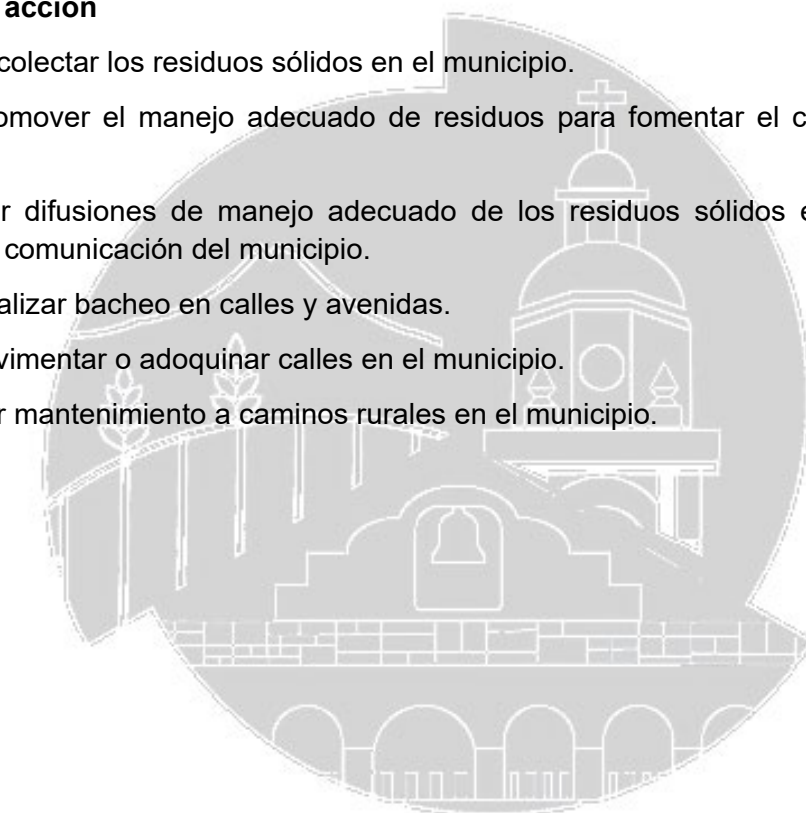 acción
colectar los residuos sólidos en el municipio.
omover el manejo adecuado de residuos para fomentar el c
r difusiones de manejo adecuado de los residuos sólidos e
comunicación del municipio.
alizar bacheo en calles y avenidas.
vimentar o adoquinar calles en el municipio.
r mantenimiento a caminos rurales en el municipio.